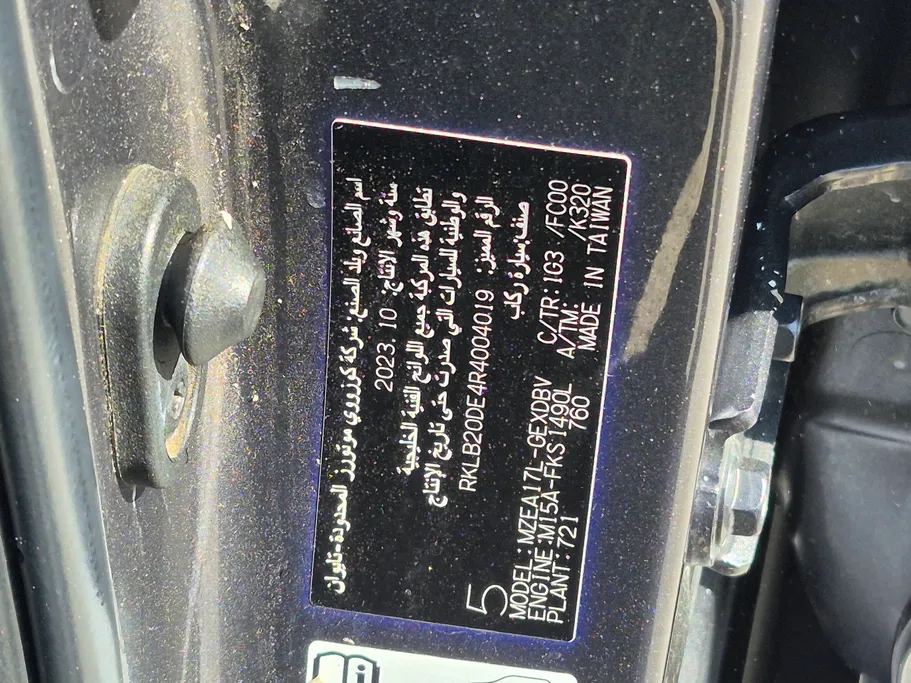 اسم الصانع وبلد الصنع: شركة كوزوي موتورز المحدودة-تايوان
سنة وشهر الإنتاج: 2023.10
تطابق هذه المركبة جميع اللوائح الفنية الخليجية
والوطنية للسيارات التي صدرت حتى تاريخ الإنتاج
الرقم المميز: RKLB20DE4R4004019
صنف: سيارة ركاب
5
MODEL:MZEA17L-GEXDBV C/TR:1G3 /FC00
ENGINE:M15A-FKS 1490L A/TM: /K320
PLANT:721 760 MADE IN TAIWAN
i